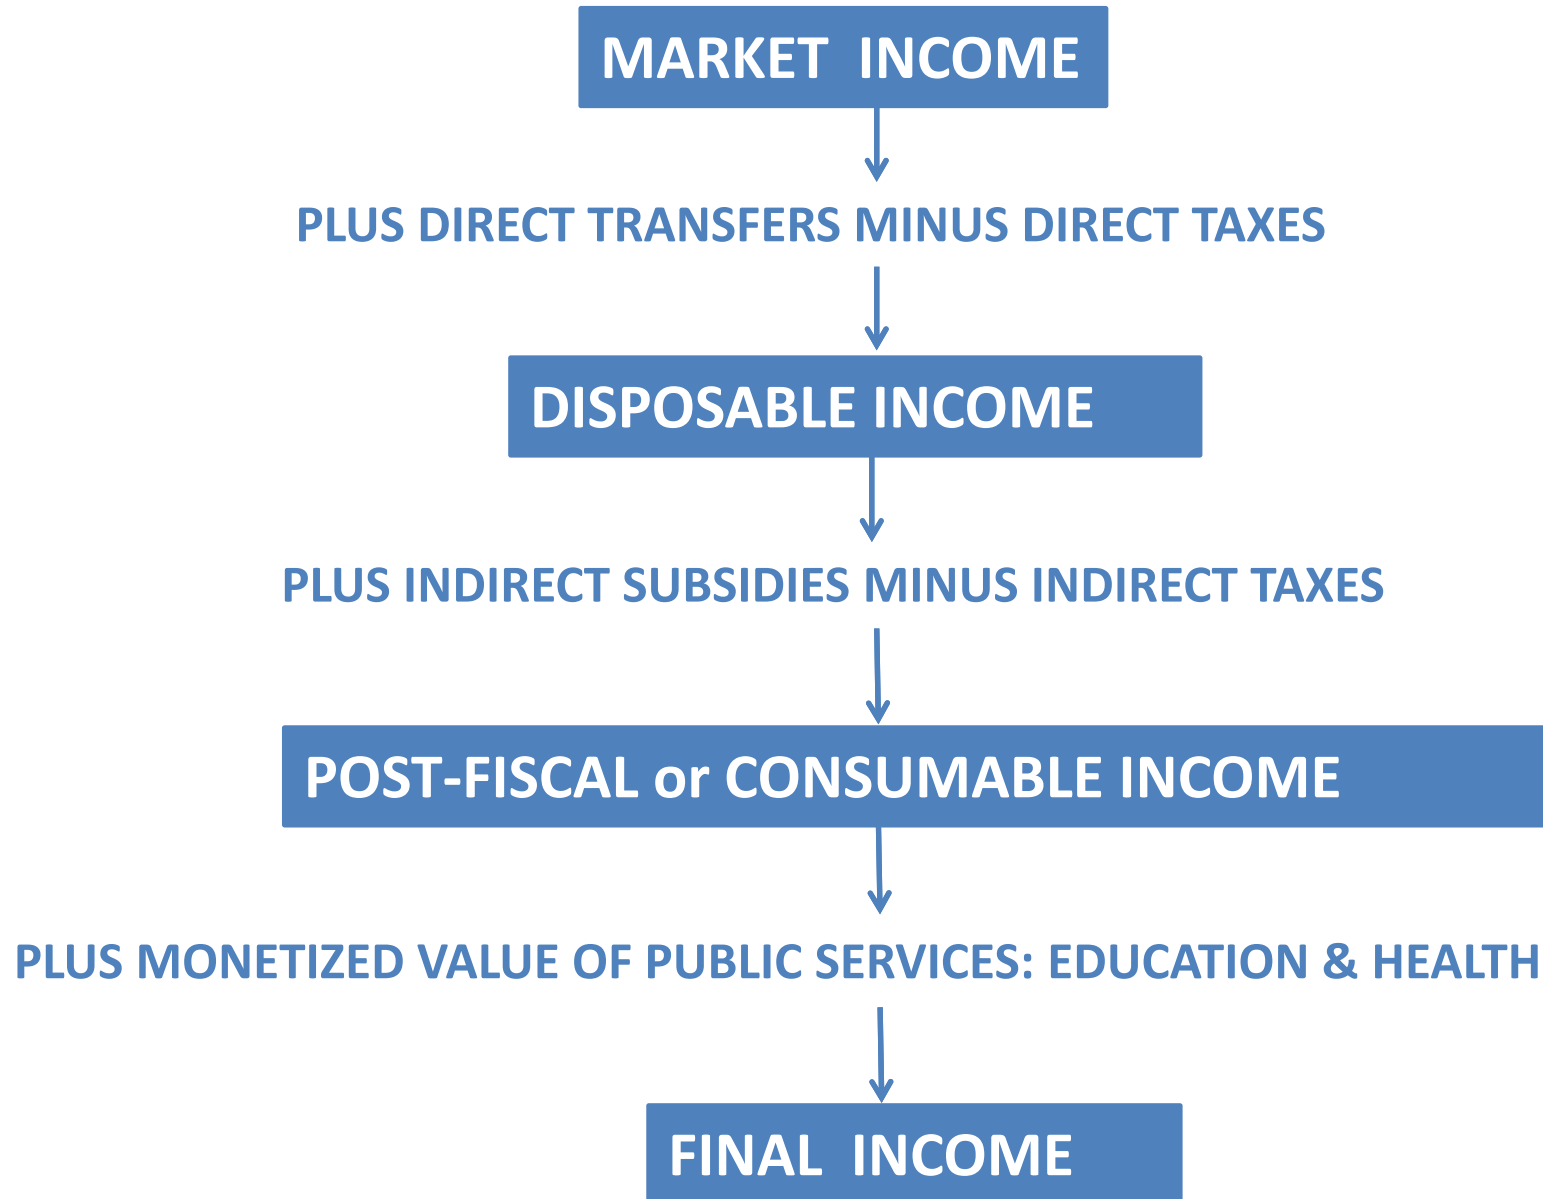 MARKET INCOME
PLUS DIRECT TRANSFERS MINUS DIRECT TAXES
DISPOSABLE INCOME
PLUS INDIRECT SUBSIDIES MINUS INDIRECT TAXES
POST-FISCAL or CONSUMABLE INCOME
PLUS MONETIZED VALUE OF PUBLIC SERVICES: EDUCATION & HEALTH
FINAL INCOME